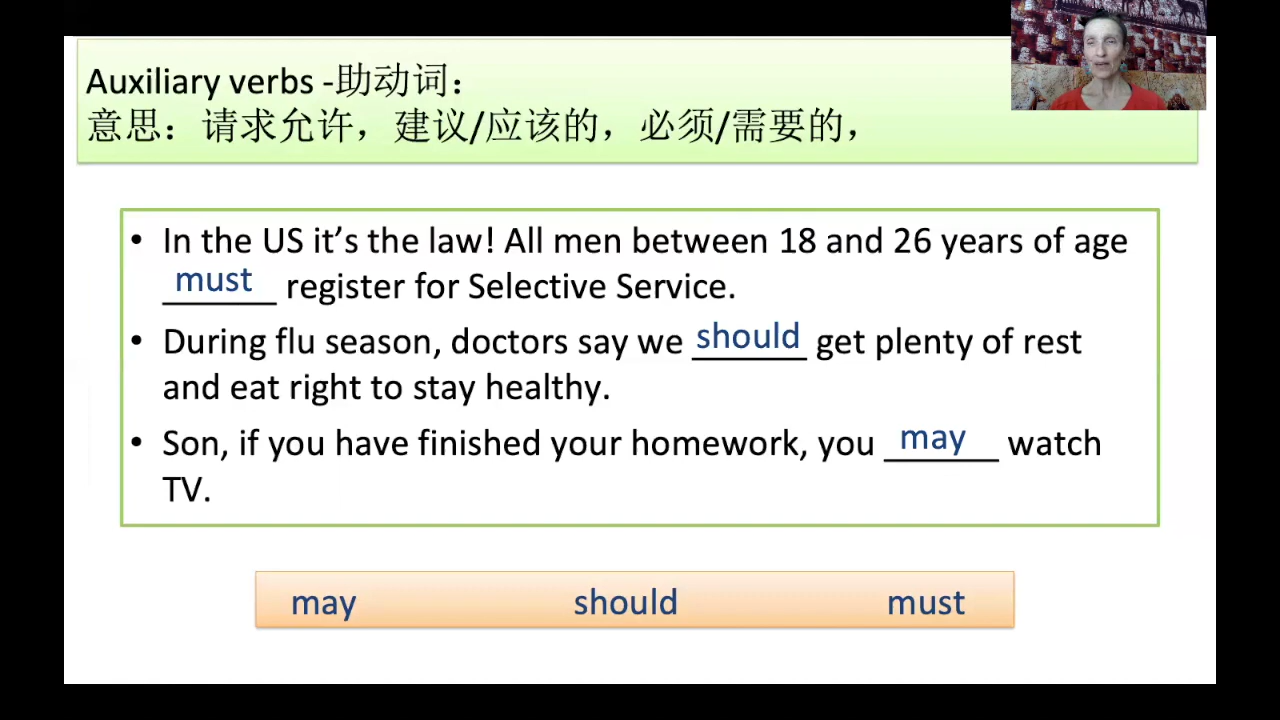 Auxiliary verbs -助动词：
意思：请求允许，建议/应该的，必须/需要的，
• In the US it’s the law! All men between 18 and 26 years of age
must register for Selective Service.
• During flu season, doctors say we should get plenty of rest
and eat right to stay healthy.
• Son, if you have finished your homework, you may watch
TV.
may should must